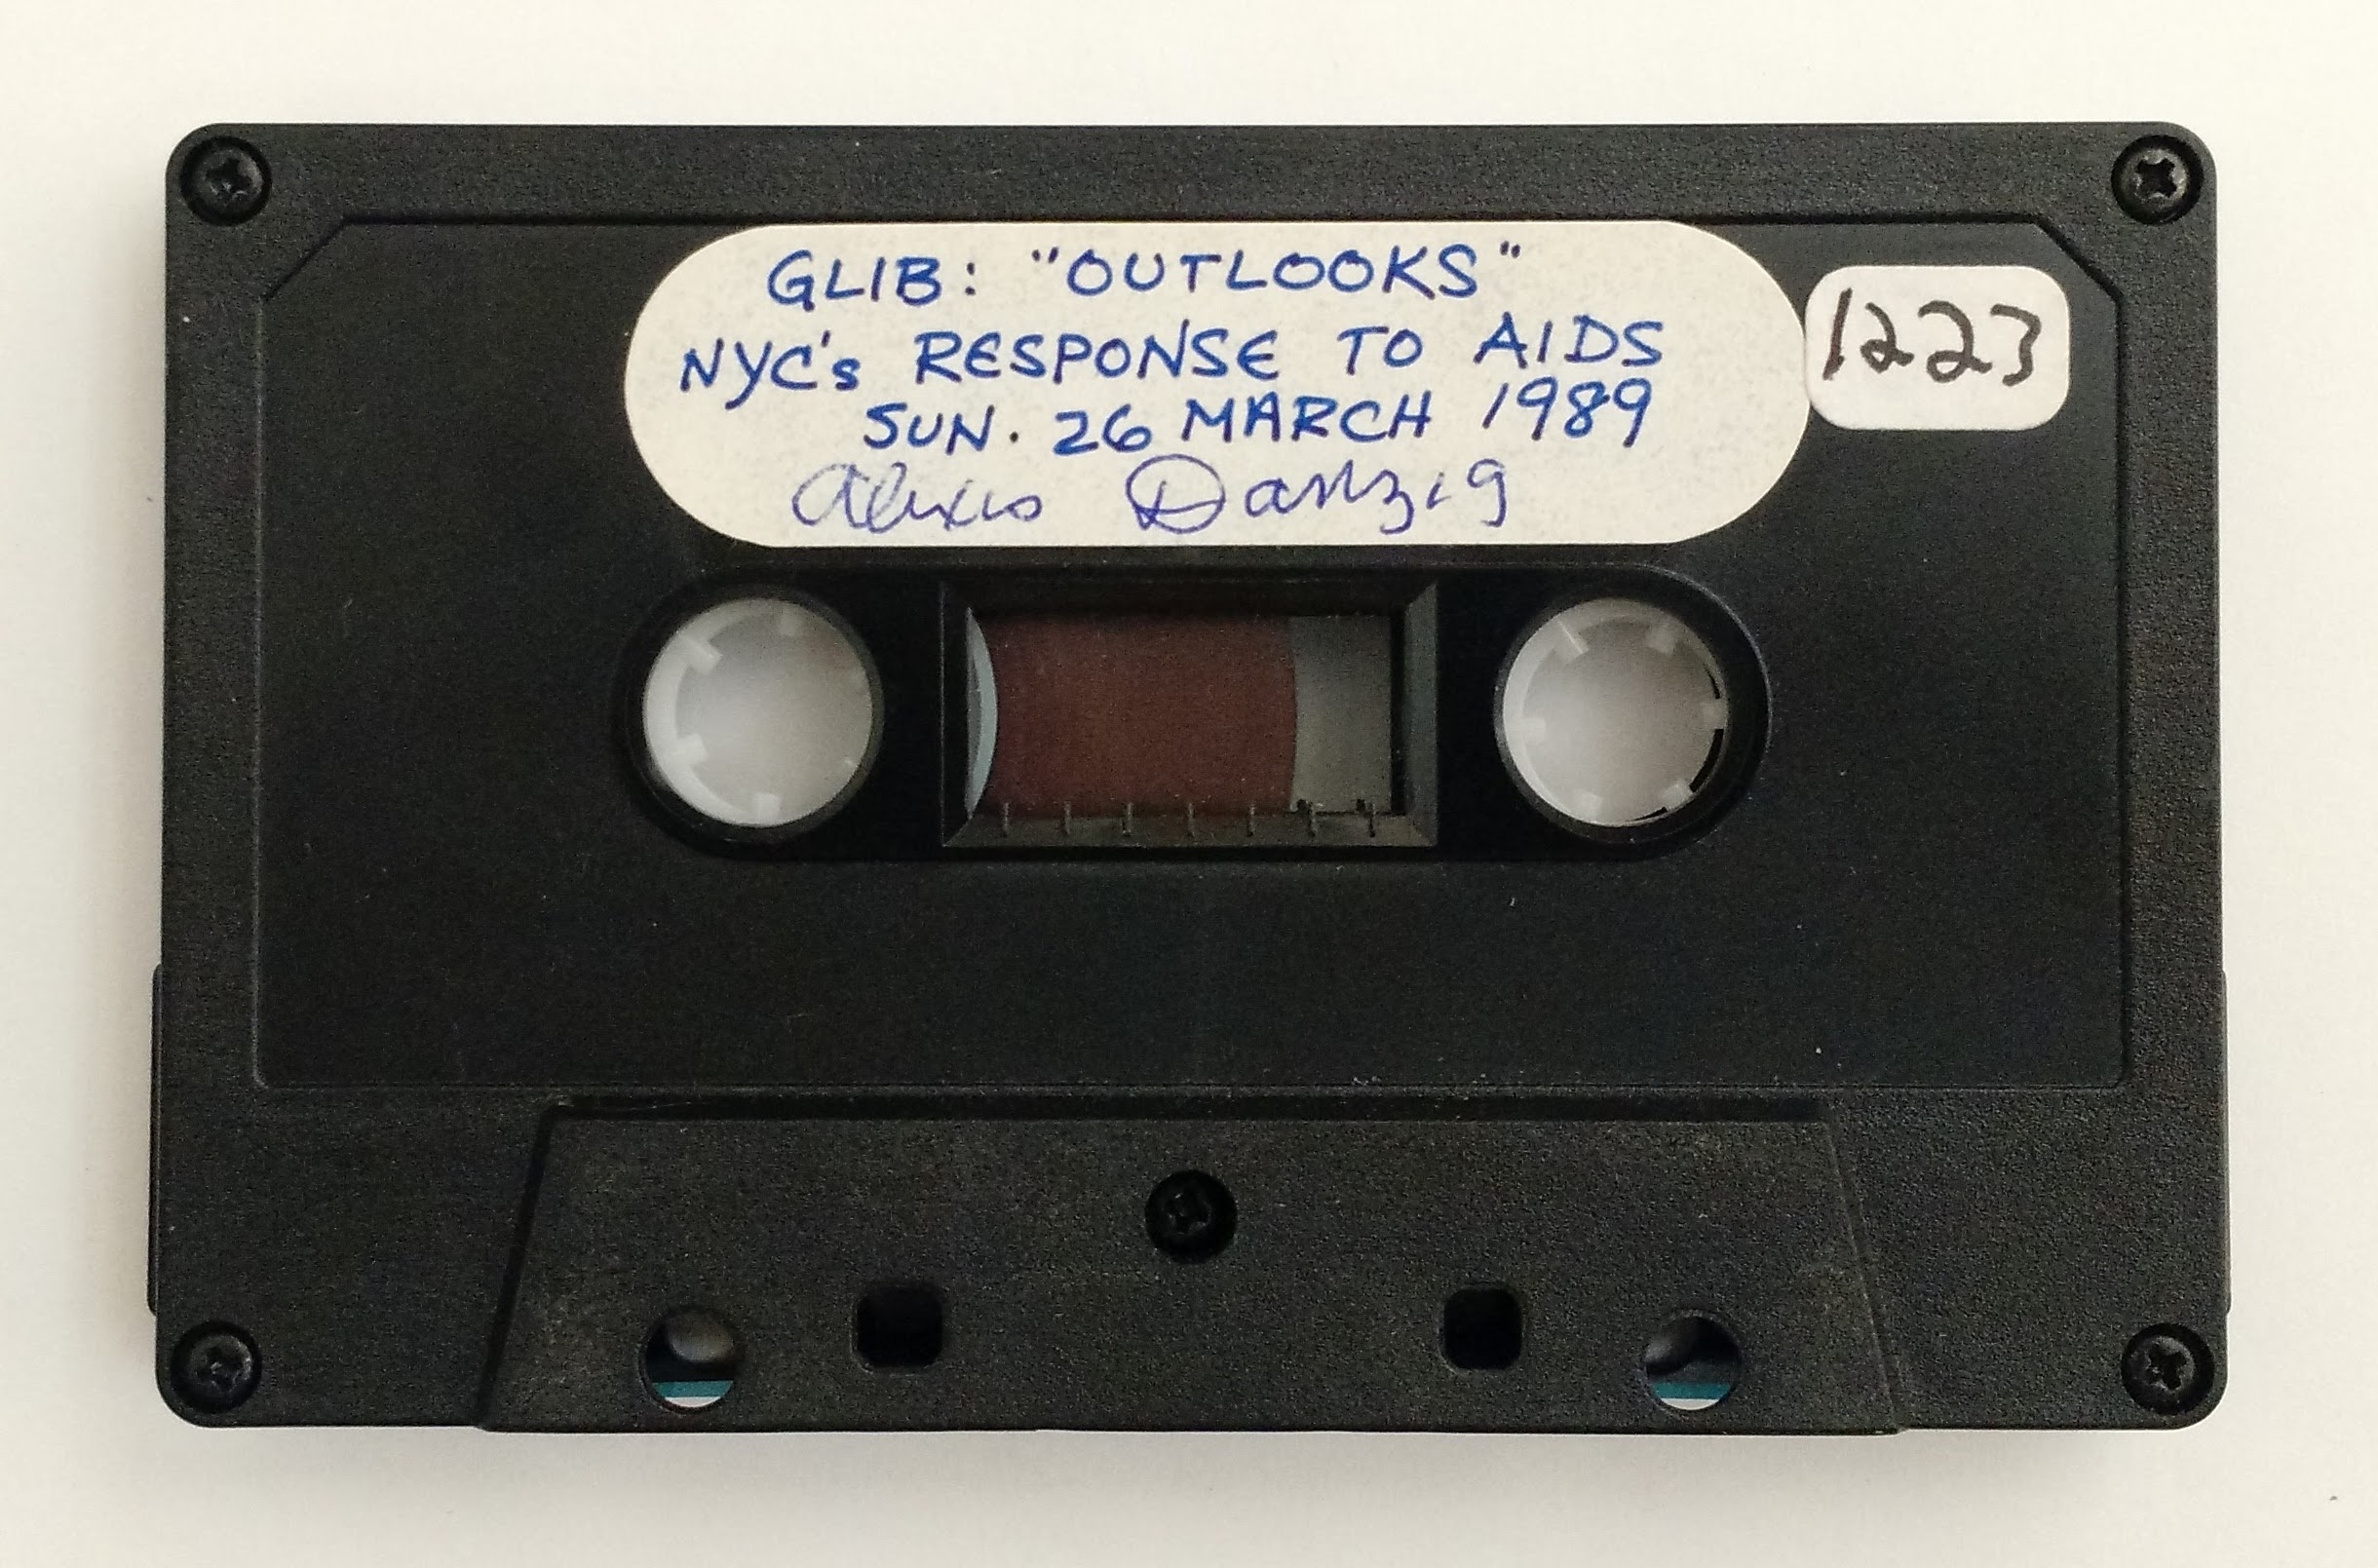 GLIB: "OUTLOOKS"
NYC's RESPONSE TO AIDS
SUN. 26 MARCH 1989
Alexis Danzig
1223